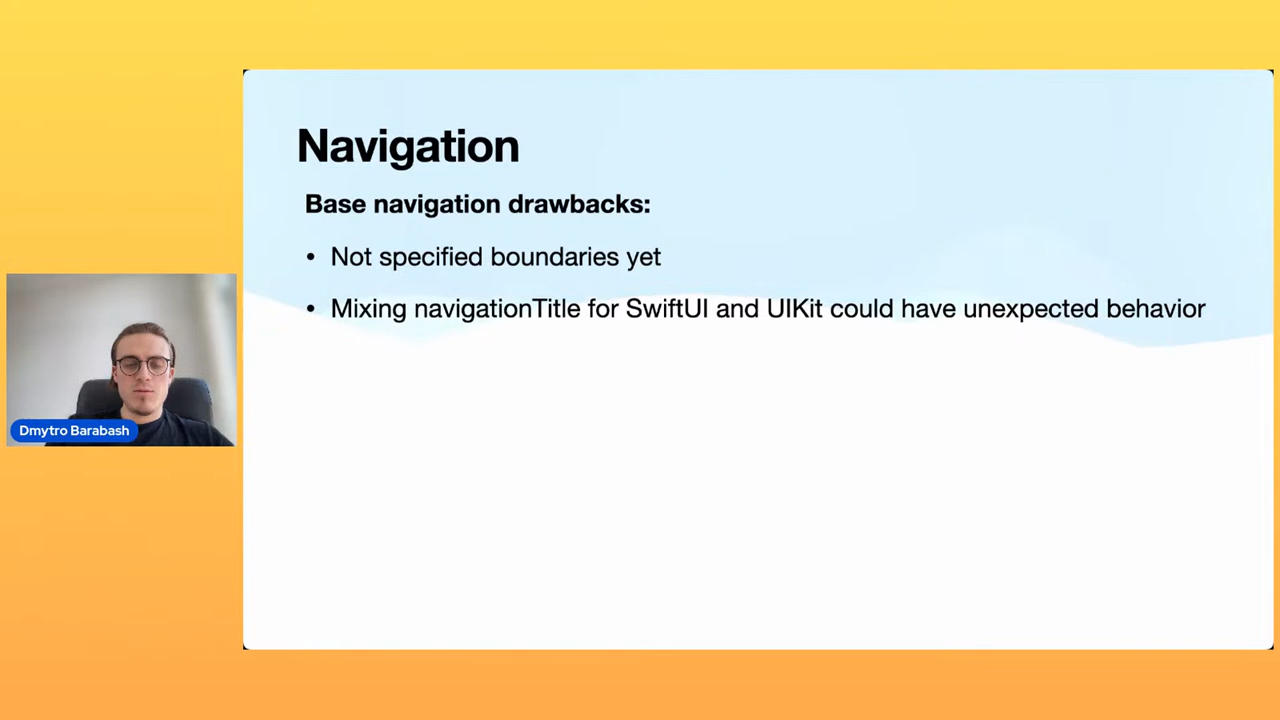 Navigation
Base navigation drawbacks:
• Not specified boundaries yet
• Mixing navigationTitle for SwiftUI and UIKit could have unexpected behavior
Dmytro Barabash